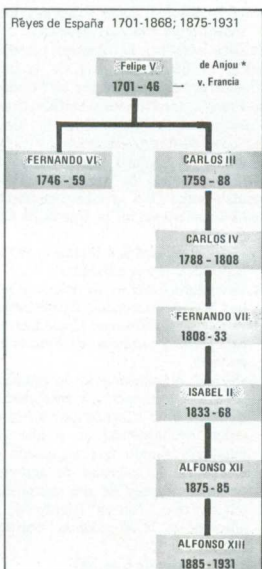 Reyes de España 1701-1868; 1875-1931
Felipe V
1701 - 46
de Anjou *
v. Francia
FERNANDO VI
1746 - 59
CARLOS III
1759 - 88
CARLOS IV
1788 - 1808
FERNANDO VII
1808 - 33
ISABEL II
1833 - 68
ALFONSO XII
1875 - 85
ALFONSO XIII
1885 - 1931